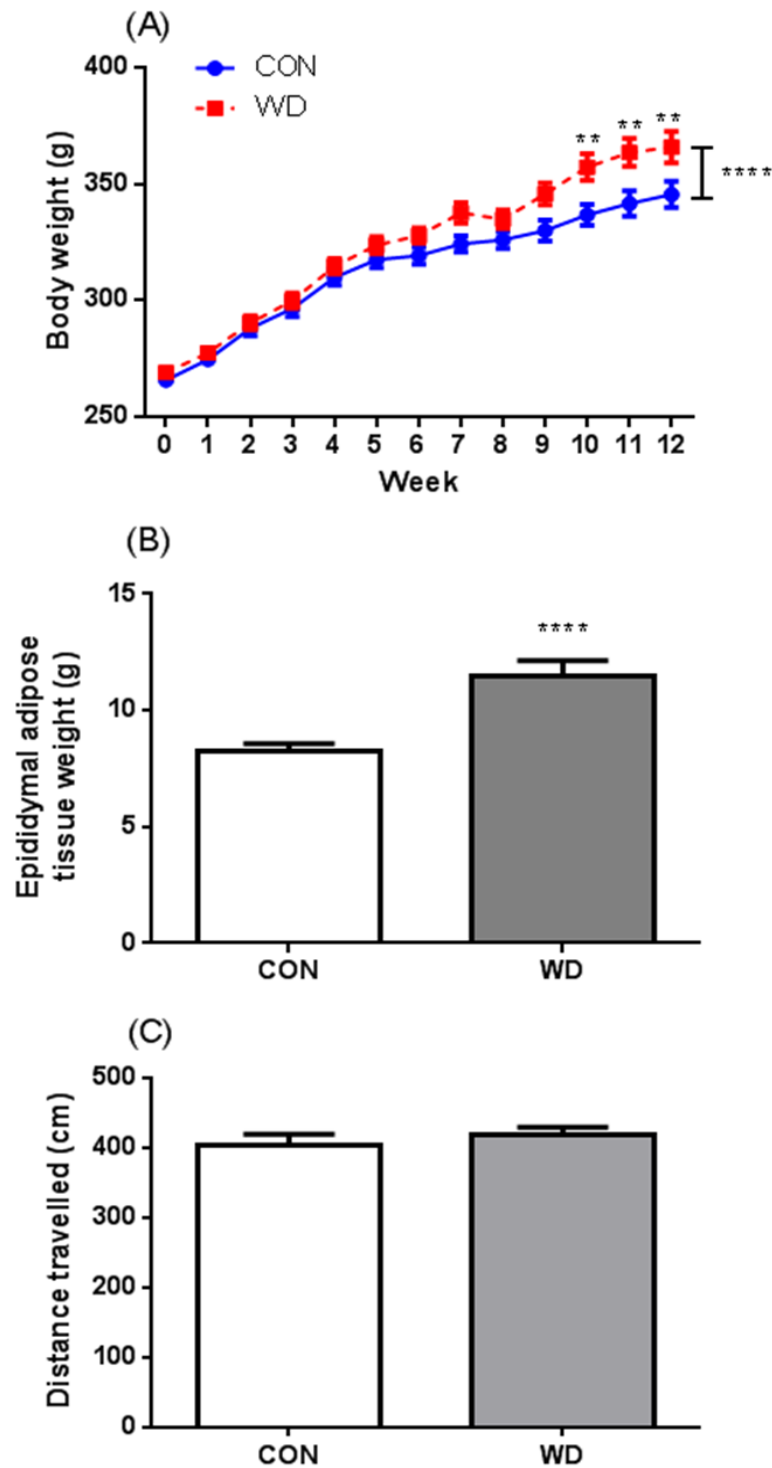 (A)
CON
WD
Body weight (g)
400
350
300
250
** ** **
****
0 1 2 3 4 5 6 7 8 9 10 11 12
Week
(B)
Epididymal adipose
tissue weight (g)
15
10
5
0
****
CON WD
(C)
Distance travelled (cm)
500
400
300
200
100
0
CON WD